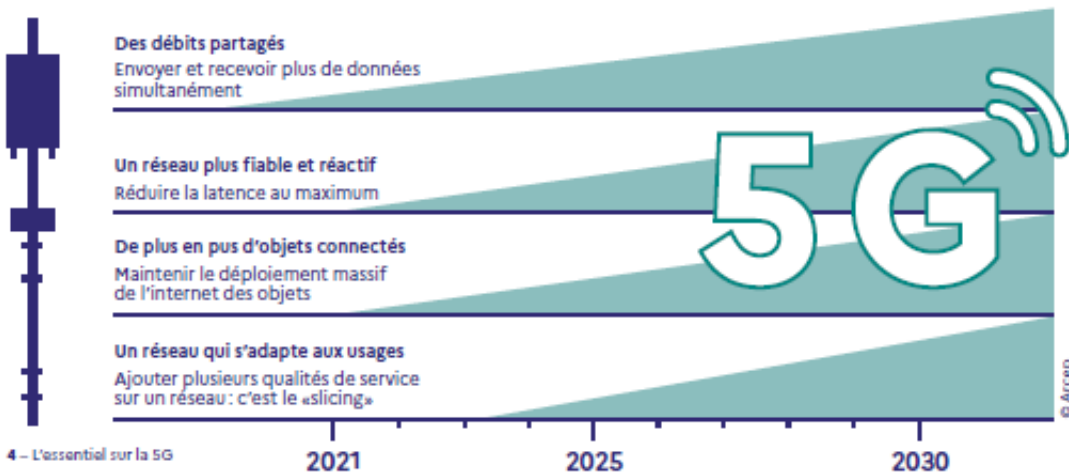 Des débits partagés
Envoyer et recevoir plus de données
simultanément
Un réseau plus fiable et réactif
Réduire la latence au maximum
De plus en pus d'objets connectés
Maintenir le déploiement massif
de l'internet des objets
Un réseau qui s'adapte aux usages
Ajouter plusieurs qualités de service
sur un réseau : c'est le «slicing»
5G
© Arcep
4 – L'essentiel sur la 5G
2021
2025
2030